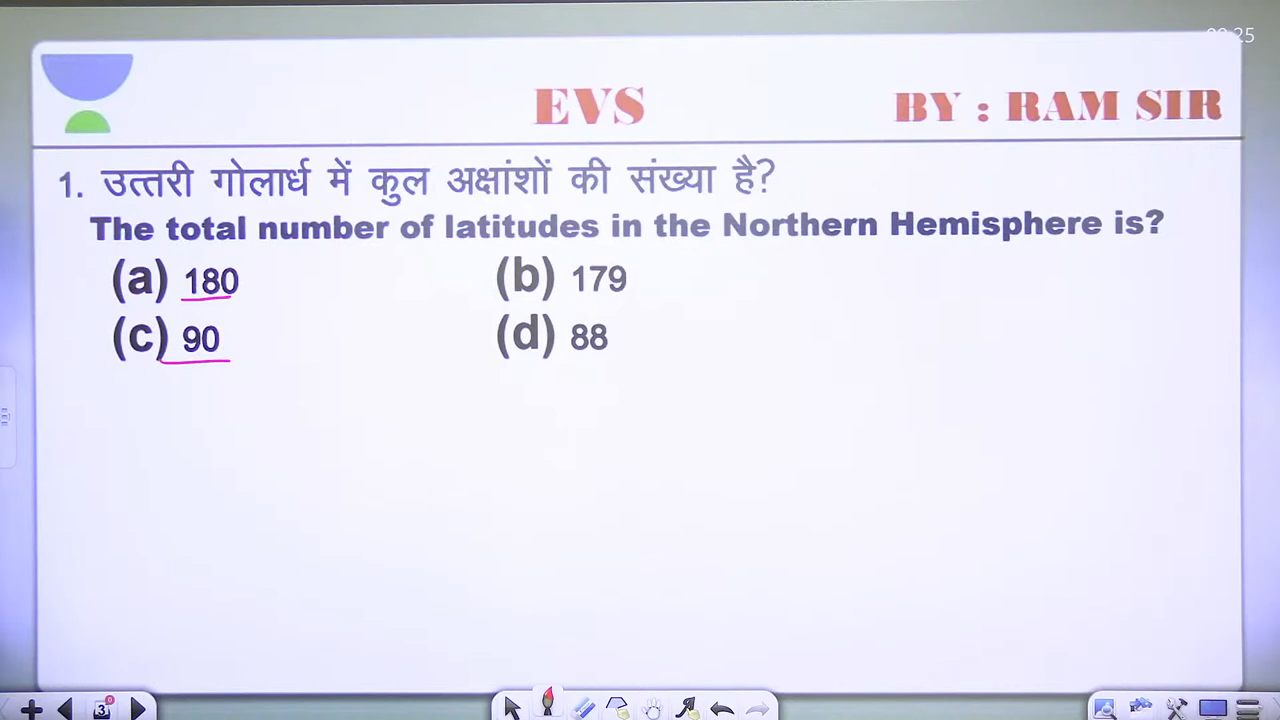 EVS
BY : RAM SIR
1. उत्तरी गोलार्ध में कुल अक्षांशों की संख्या है?
The total number of latitudes in the Northern Hemisphere is?
(a) 180 (b) 179
(c) 90 (d) 88
3